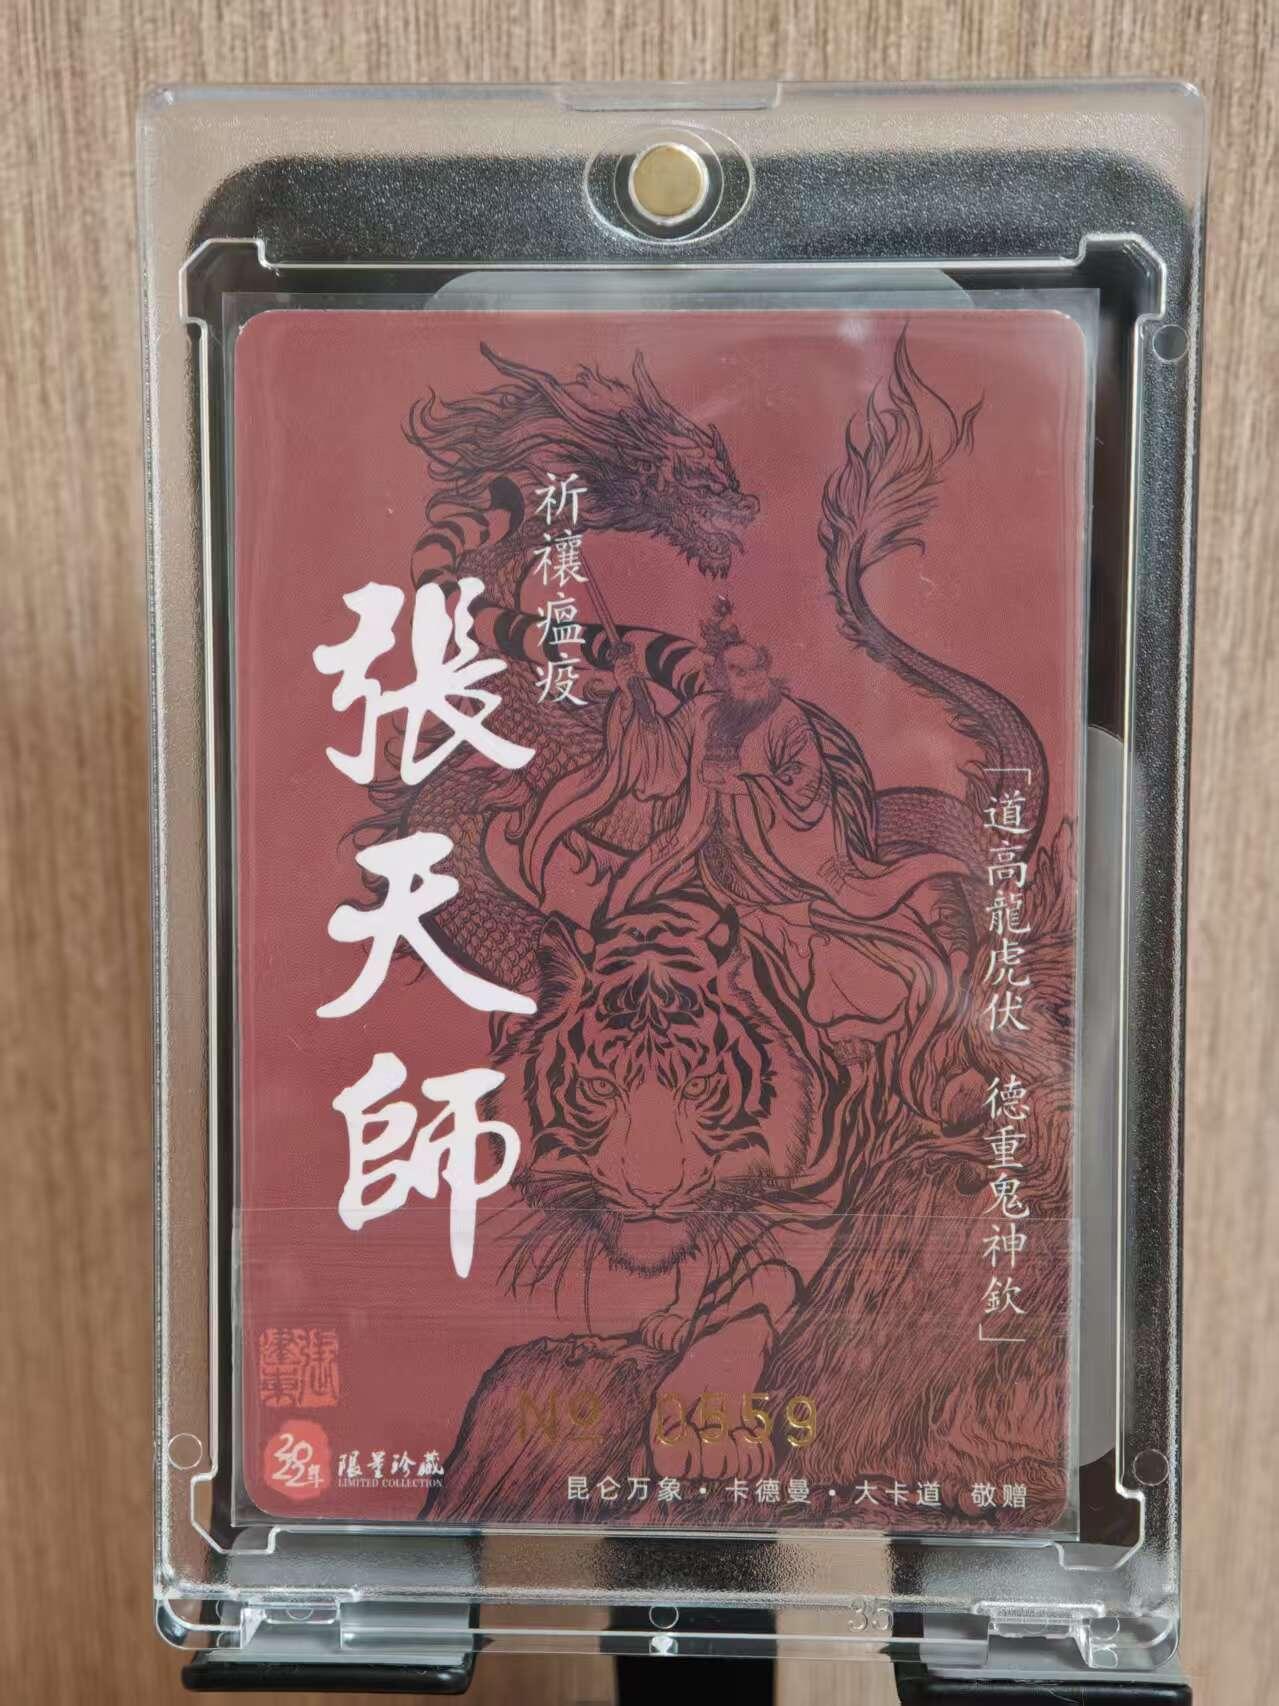 祈禳瘟疫
張天師
「道高龍虎伏 德重鬼神欽」
No 0559
2022年
限量珍藏
LIMITED COLLECTION
昆仑万象・卡德曼・大卡道 敬赠
35